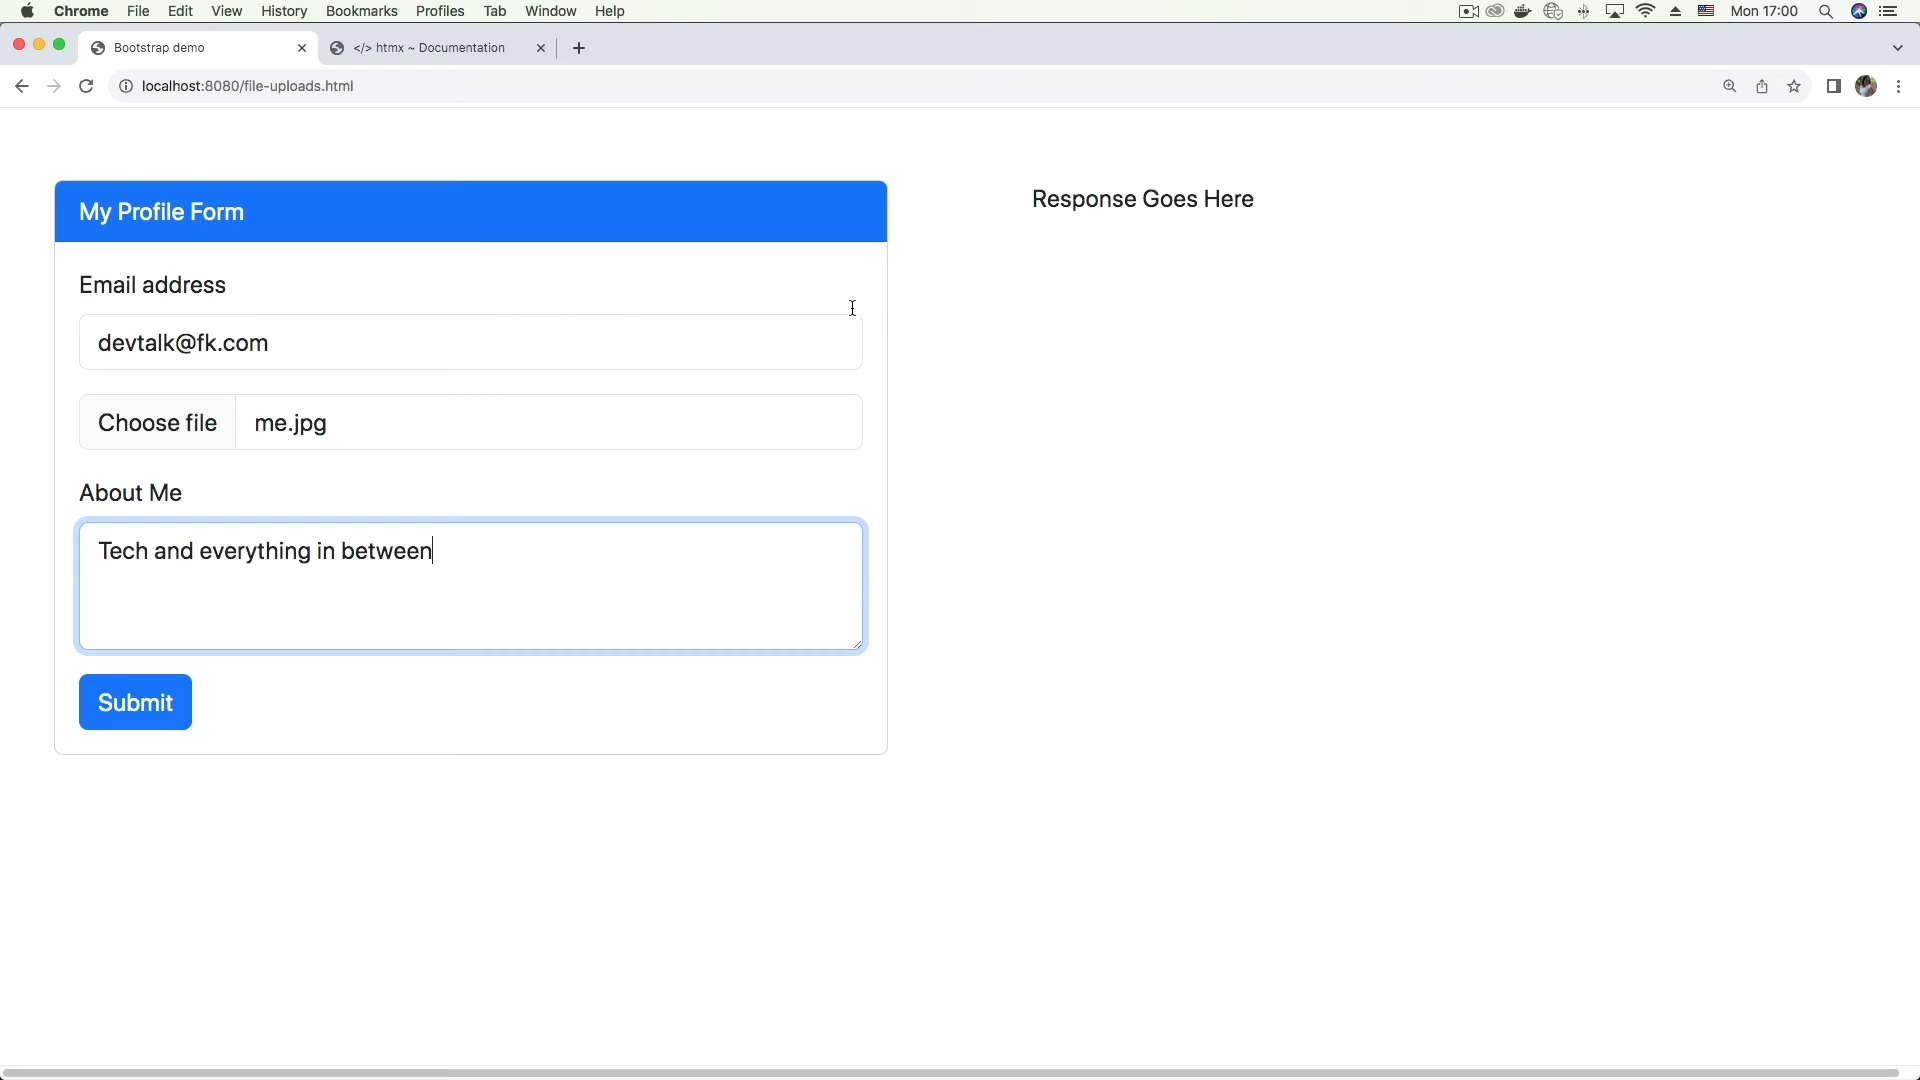 Chrome File Edit View History Bookmarks Profiles Tab Window Help Mon 17:00
Bootstrap demo </> htmx ~ Documentation
localhost:8080/file-uploads.html
My Profile Form
Response Goes Here
Email address
devtalk@fk.com
Choose file me.jpg
About Me
Tech and everything in between
Submit